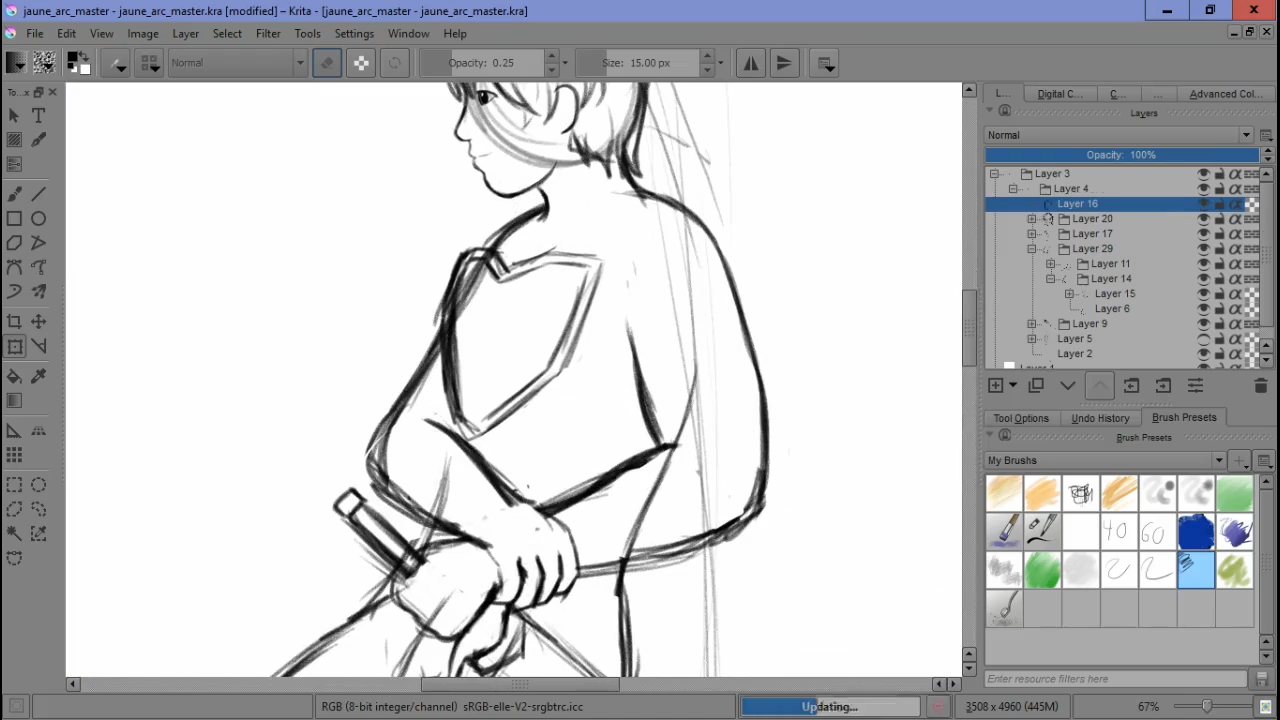 jaune_arc_master - jaune_arc_master.kra [modified] – Krita - [jaune_arc_master - jaune_arc_master.kra]
File Edit View Image Layer Select Filter Tools Settings Window Help
Normal Opacity: 0.25 Size: 15.00 px
To... L... Digital C... C... ... Advanced Col...
Layers
Normal
Opacity: 100%
Layer 3
Layer 4
Layer 16
Layer 20
Layer 17
Layer 29
Layer 11
Layer 14
Layer 15
Layer 6
Layer 9
Layer 5
Layer 2
Layer 1
Tool Options Undo History Brush Presets
Brush Presets
My Brushs
40 60
Enter resource filters here
RGB (8-bit integer/channel) sRGB-elle-V2-srgbtrc.icc Updating... 3508 x 4960 (445M) 67%